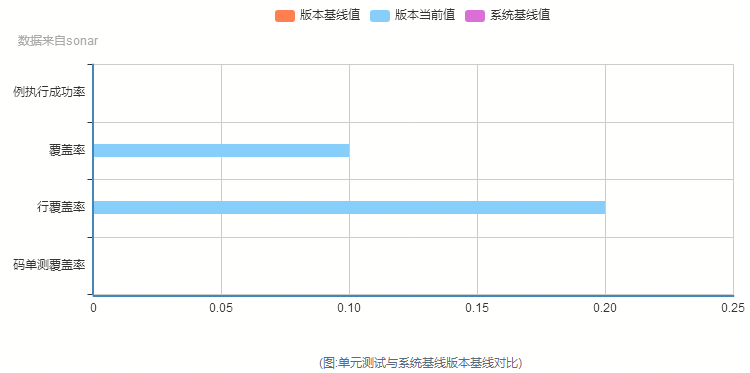 版本基线值 版本当前值 系统基线值
数据来自sonar
例执行成功率
覆盖率
行覆盖率
码单测覆盖率
0 0.05 0.10 0.15 0.20 0.25
(图:单元测试与系统基线版本基线对比)